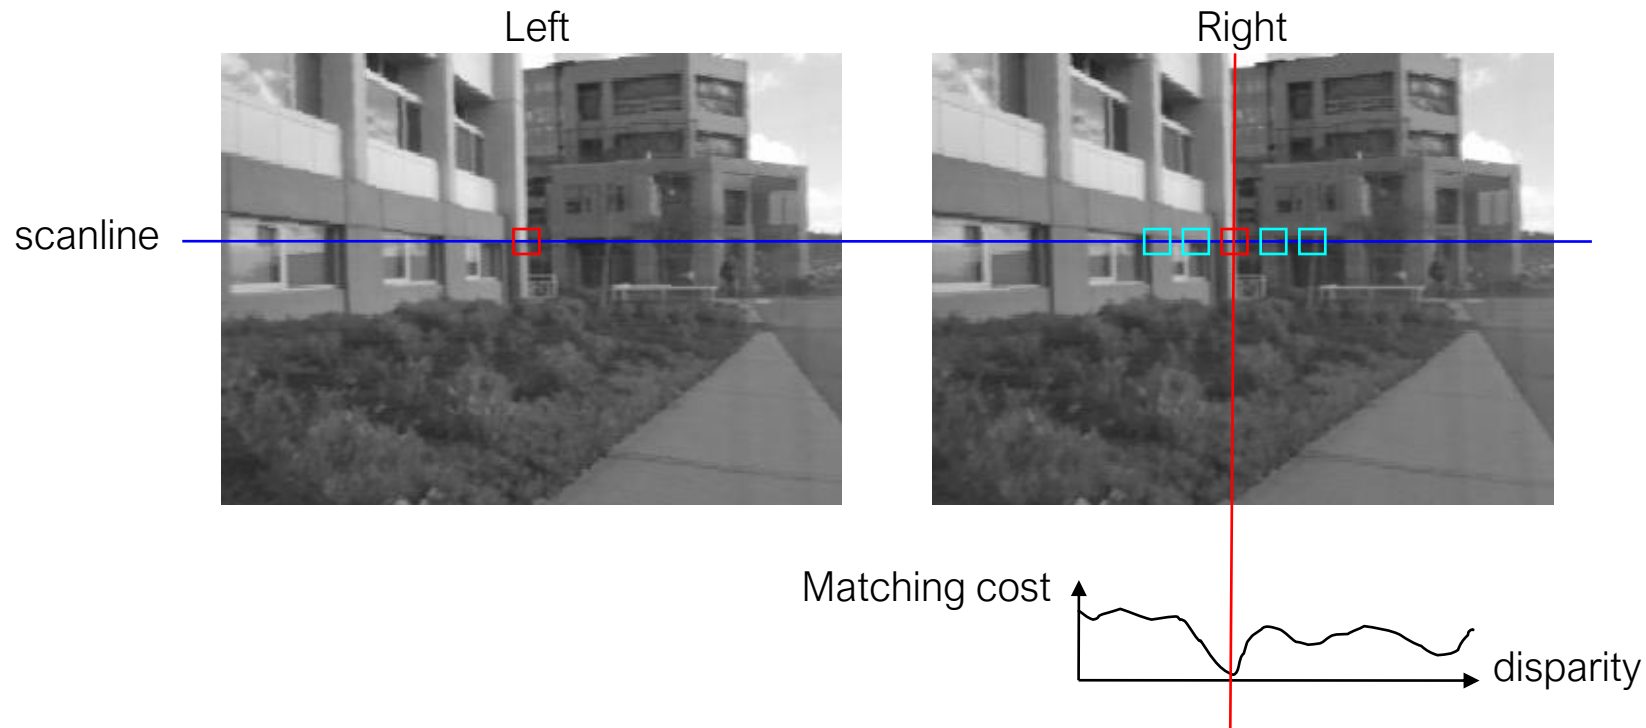 Left
Right
scanline
Matching cost
disparity